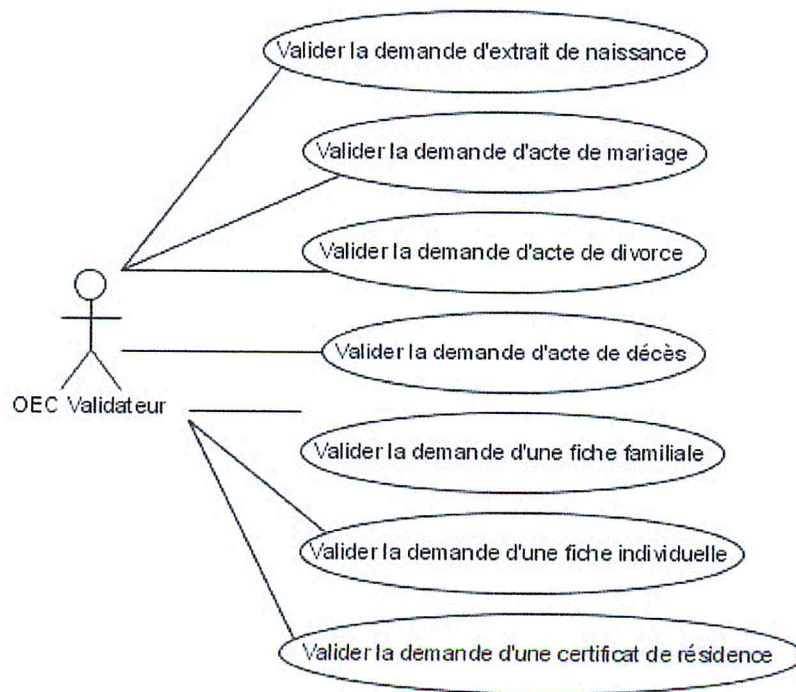 Valider la demande d'extrait de naissance
Valider la demande d'acte de mariage
Valider la demande d'acte de divorce
Valider la demande d'acte de décès
OEC Validateur
Valider la demande d'une fiche familiale
Valider la demande d'une fiche individuelle
Valider la demande d'une certificat de résidence